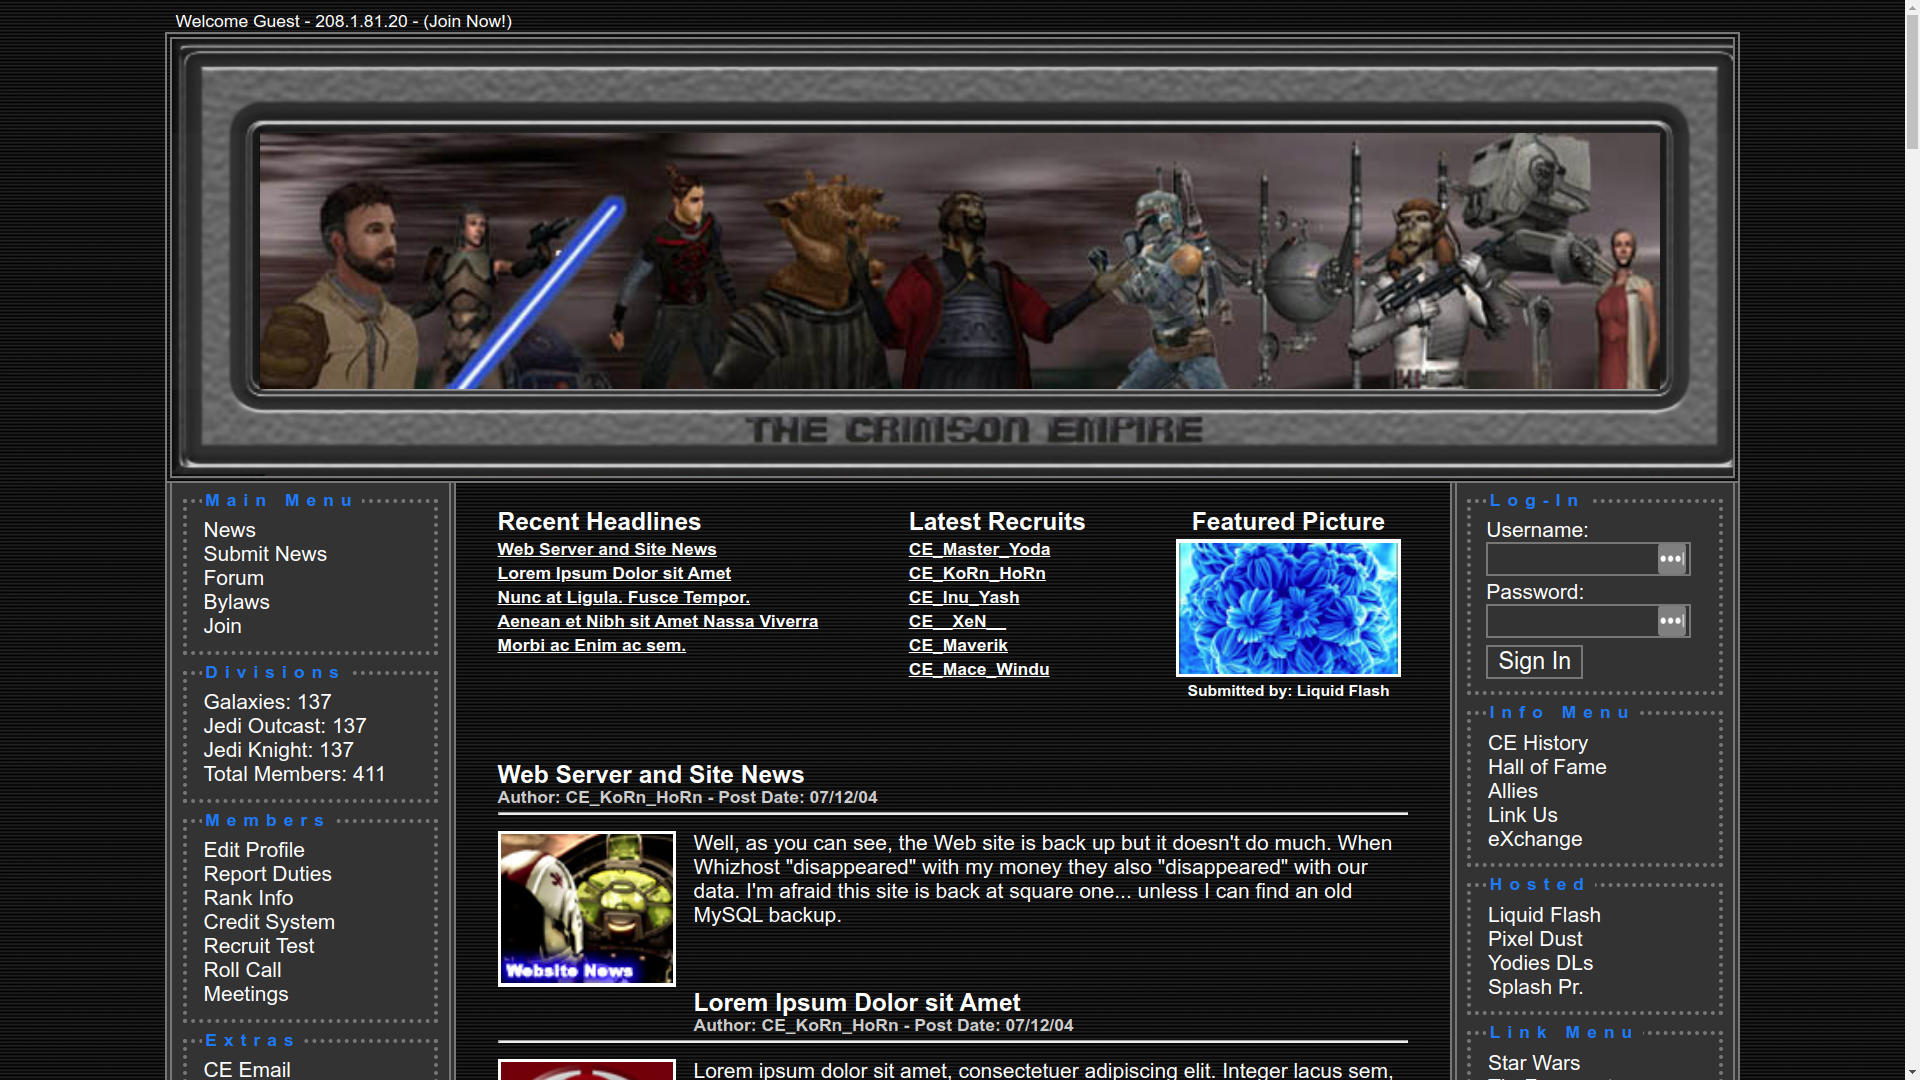 Welcome Guest - 208.1.81.20 - (Join Now!)
THE CRIMSON EMPIRE
Main Menu
News
Submit News
Forum
Bylaws
Join
Divisions
Galaxies: 137
Jedi Outcast: 137
Jedi Knight: 137
Total Members: 411
Members
Edit Profile
Report Duties
Rank Info
Credit System
Recruit Test
Roll Call
Meetings
Extras
CE Email
Recent Headlines
Web Server and Site News
Lorem Ipsum Dolor sit Amet
Nunc at Ligula. Fusce Tempor.
Aenean et Nibh sit Amet Nassa Viverra
Morbi ac Enim ac sem.
Latest Recruits
CE_Master_Yoda
CE_KoRn_HoRn
CE_Inu_Yash
CE__XeN__
CE_Maverik
CE_Mace_Windu
Featured Picture
Submitted by: Liquid Flash
Web Server and Site News
Author: CE_KoRn_HoRn - Post Date: 07/12/04
Website News
Well, as you can see, the Web site is back up but it doesn't do much. When
Whizhost "disappeared" with my money they also "disappeared" with our
data. I'm afraid this site is back at square one... unless I can find an old
MySQL backup.
Lorem Ipsum Dolor sit Amet
Author: CE_KoRn_HoRn - Post Date: 07/12/04
Lorem ipsum dolor sit amet, consectetuer adipiscing elit. Integer lacus sem,
Log-In
Username:
Password:
Sign In
Info Menu
CE History
Hall of Fame
Allies
Link Us
eXchange
Hosted
Liquid Flash
Pixel Dust
Yodies DLs
Splash Pr.
Link Menu
Star Wars